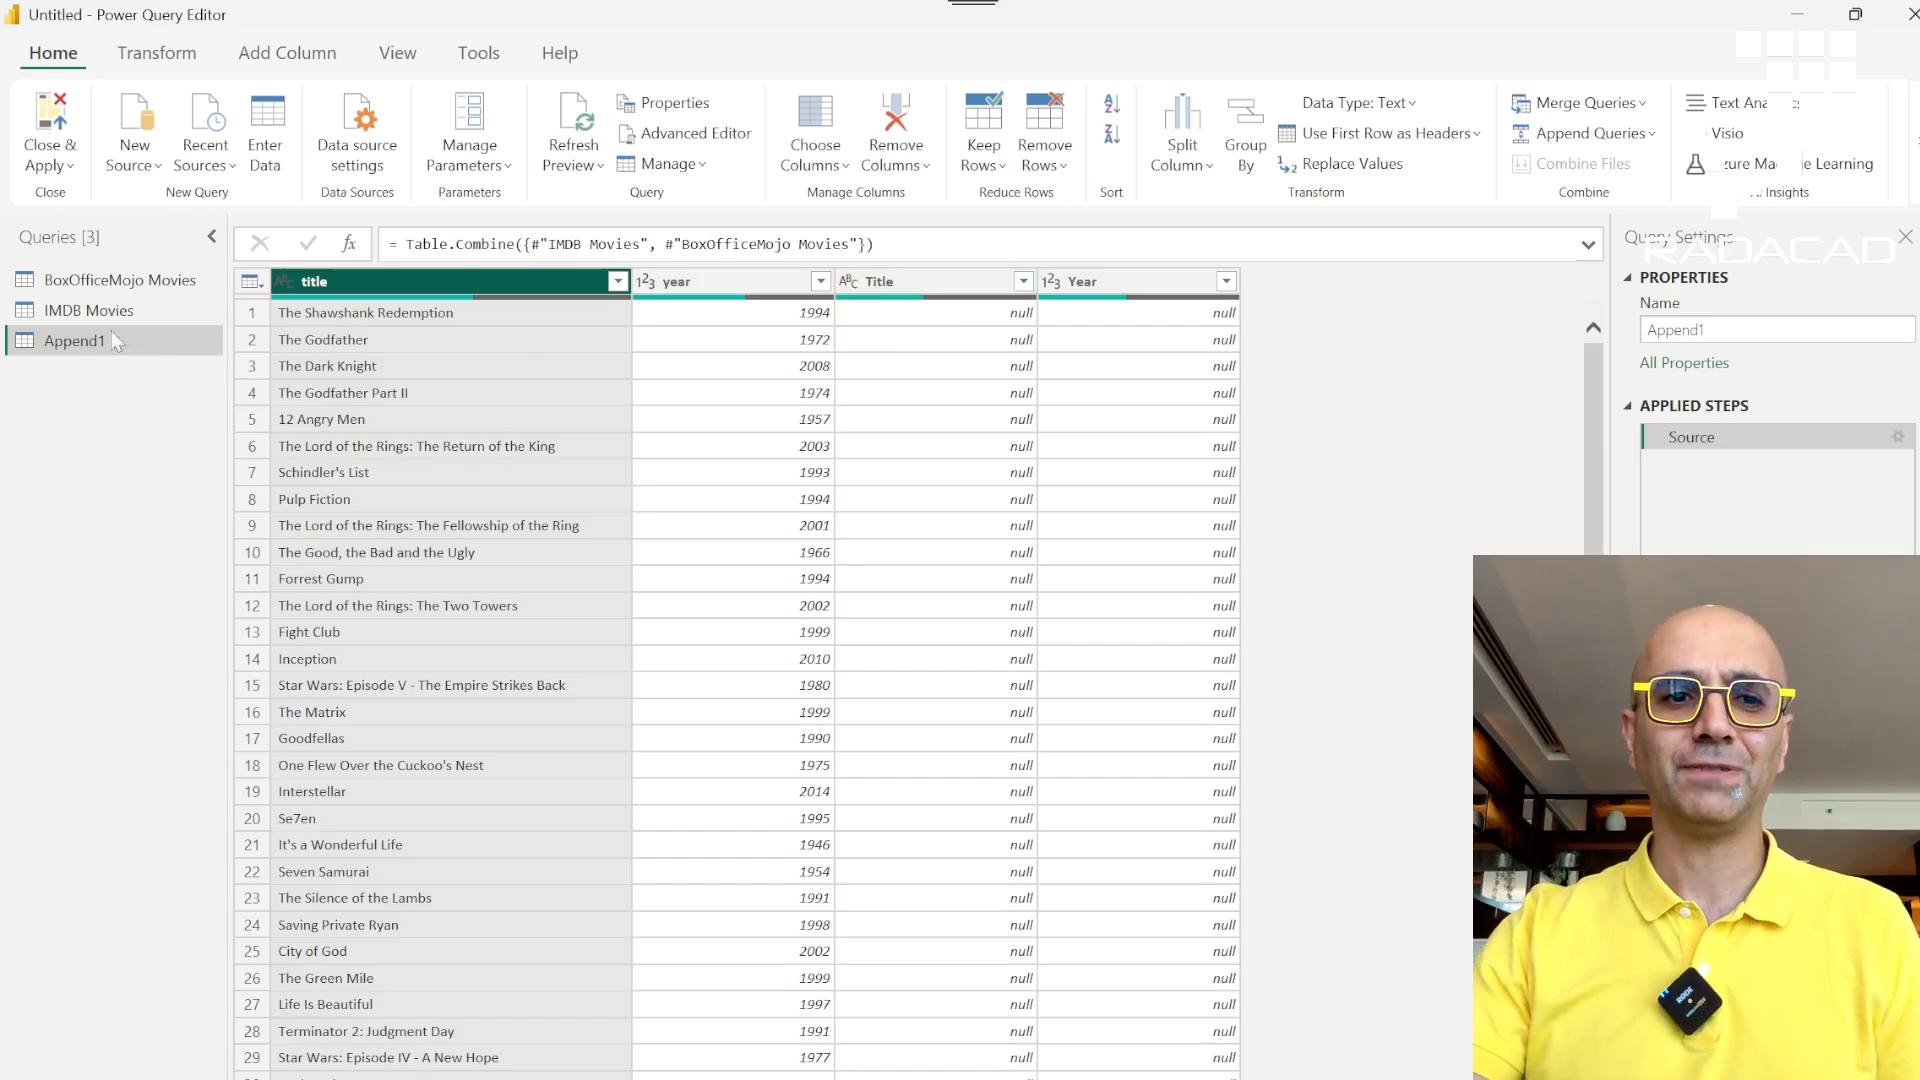 Untitled - Power Query Editor
Home Transform Add Column View Tools Help
Close & Apply
New Source
Recent Sources
Enter Data
Data source settings
Manage Parameters
Refresh Preview
Properties
Advanced Editor
Manage
Choose Columns
Remove Columns
Keep Rows
Remove Rows
Split Column
Group By
Data Type: Text
Use First Row as Headers
Replace Values
Merge Queries
Append Queries
Combine Files
Text
Visio
Learning
Close New Query Data Sources Parameters Query Manage Columns Reduce Rows Sort Transform Combine Insights
Queries [3]
BoxOfficeMojo Movies
IMDB Movies
Append1
fx = Table.Combine({#"IMDB Movies", #"BoxOfficeMojo Movies"})
ABC title 123 year ABC Title 123 Year
1 The Shawshank Redemption 1994 null null
2 The Godfather 1972 null null
3 The Dark Knight 2008 null null
4 The Godfather Part II 1974 null null
5 12 Angry Men 1957 null null
6 The Lord of the Rings: The Return of the King 2003 null null
7 Schindler's List 1993 null null
8 Pulp Fiction 1994 null null
9 The Lord of the Rings: The Fellowship of the Ring 2001 null null
10 The Good, the Bad and the Ugly 1966 null null
11 Forrest Gump 1994 null null
12 The Lord of the Rings: The Two Towers 2002 null null
13 Fight Club 1999 null null
14 Inception 2010 null null
15 Star Wars: Episode V - The Empire Strikes Back 1980 null null
16 The Matrix 1999 null null
17 Goodfellas 1990 null null
18 One Flew Over the Cuckoo's Nest 1975 null null
19 Interstellar 2014 null null
20 Se7en 1995 null null
21 It's a Wonderful Life 1946 null null
22 Seven Samurai 1954 null null
23 The Silence of the Lambs 1991 null null
24 Saving Private Ryan 1998 null null
25 City of God 2002 null null
26 The Green Mile 1999 null null
27 Life Is Beautiful 1997 null null
28 Terminator 2: Judgment Day 1991 null null
29 Star Wars: Episode IV - A New Hope 1977 null null
Query Settings
RADACAD
PROPERTIES
Name
Append1
All Properties
APPLIED STEPS
Source
RODE